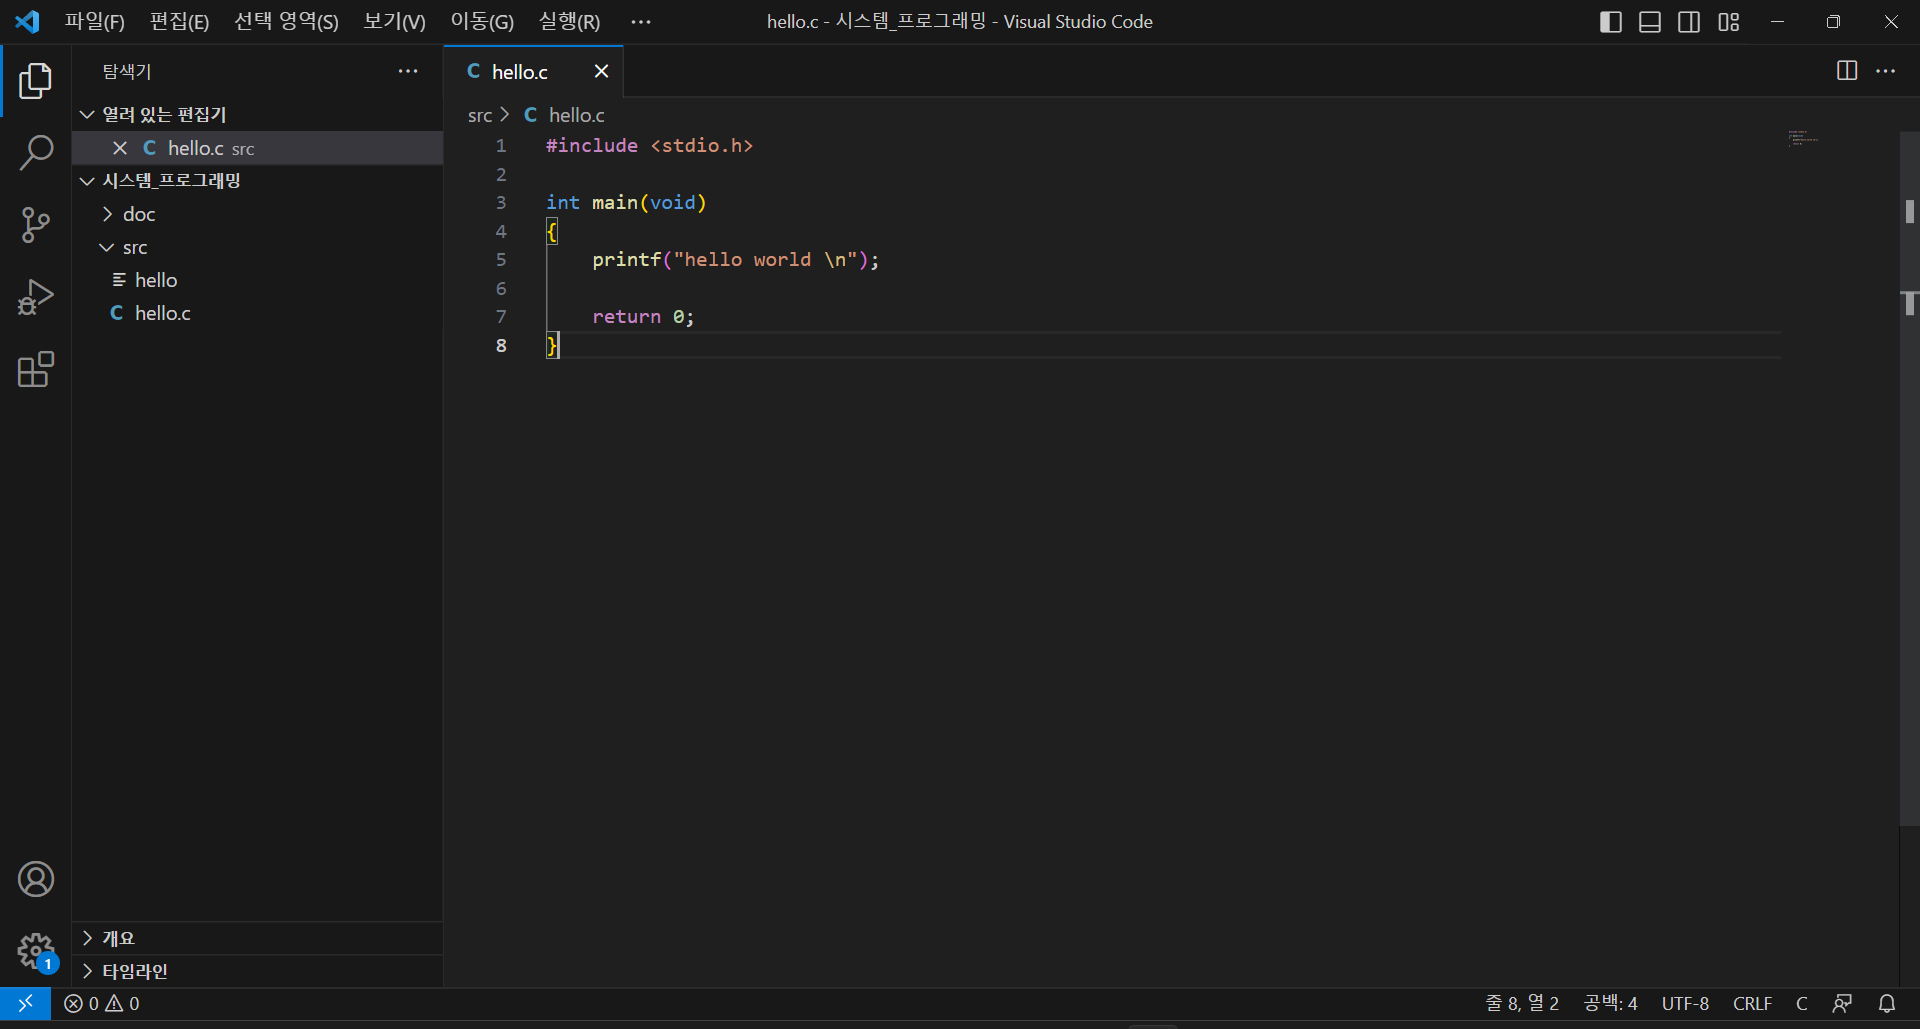 파일(F) 편집(E) 선택 영역(S) 보기(V) 이동(G) 실행(R) ··· hello.c - 시스템_프로그래밍 - Visual Studio Code
탐색기 ···
열려 있는 편집기
C hello.c src
시스템_프로그래밍
doc
src
hello
C hello.c
개요
타임라인
1
C hello.c
src > C hello.c
1 #include <stdio.h>
2
3 int main(void)
4 {
5     printf("hello world \n");
6
7     return 0;
8 }
0 0 줄 8, 열 2 공백: 4 UTF-8 CRLF C